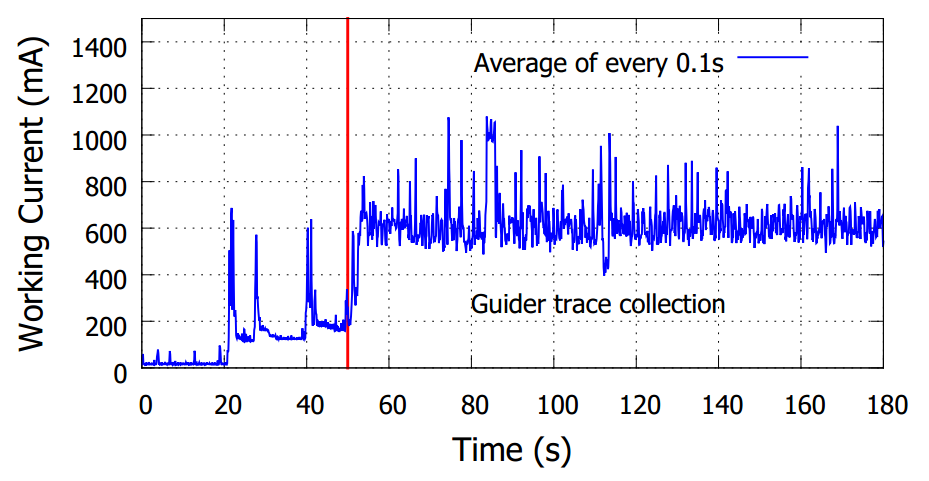 1400
1200
1000
800
600
400
200
0
Working Current (mA)
Average of every 0.1s
Guider trace collection
0 20 40 60 80 100 120 140 160 180
Time (s)